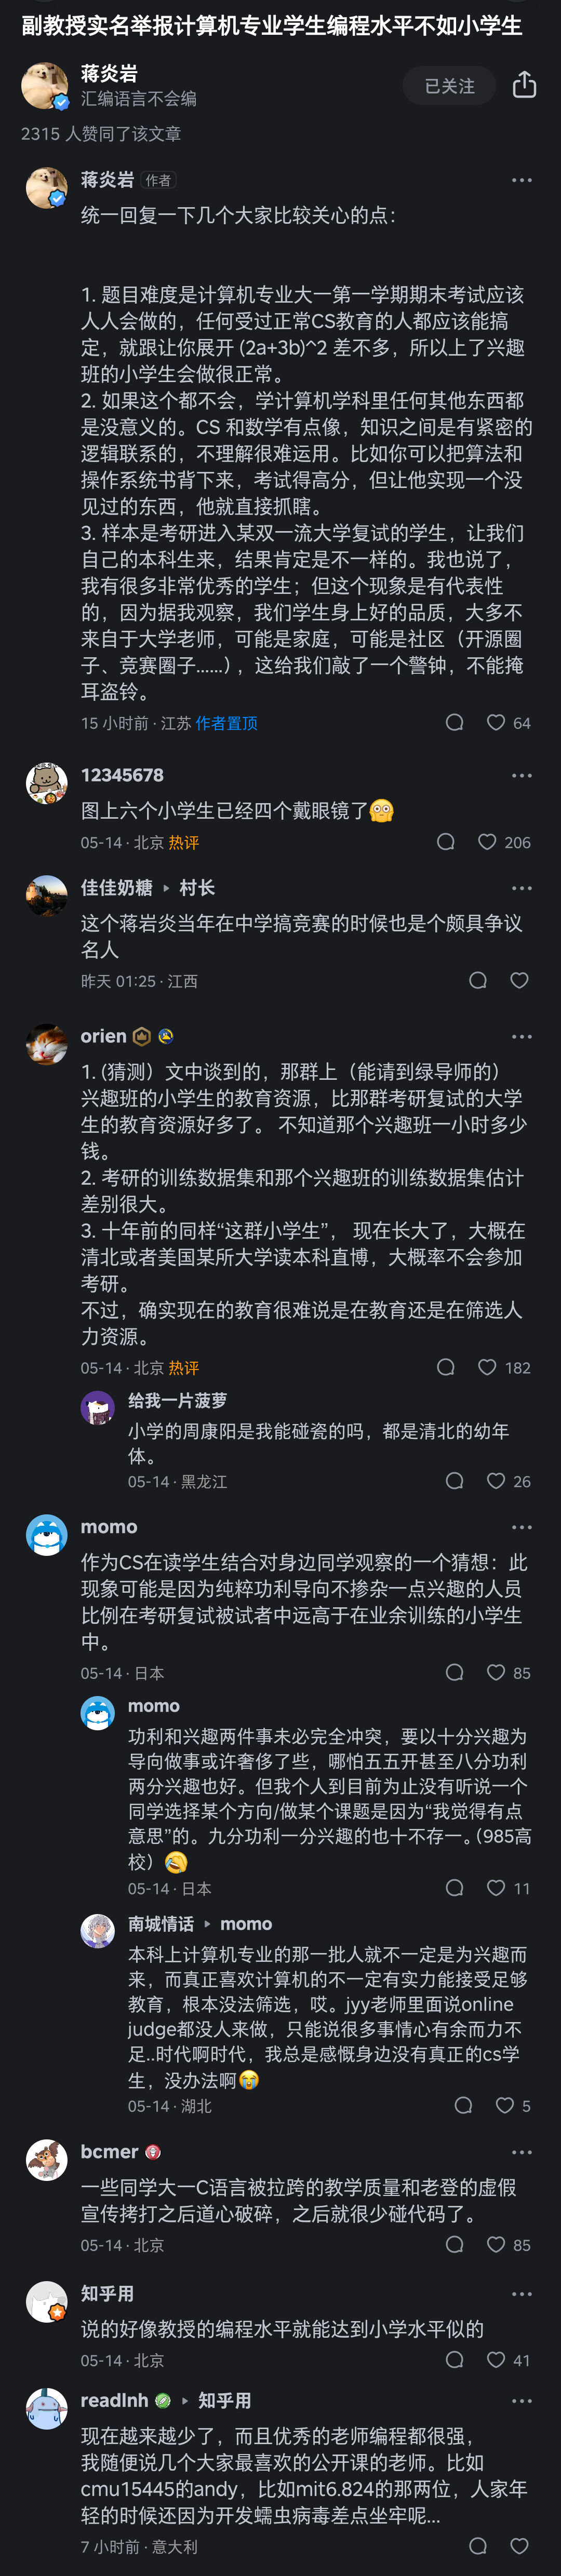 副教授实名举报计算机专业学生编程水平不如小学生
蒋炎岩
汇编语言不会编
已关注
2315 人赞同了该文章
蒋炎岩 作者
统一回复一下几个大家比较关心的点：
1. 题目难度是计算机专业大一第一学期期末考试应该
人人会做的，任何受过正常CS教育的人都应该能搞
定，就跟让你展开 (2a+3b)^2 差不多，所以上了兴趣
班的小学生会做很正常。
2. 如果这个都不会，学计算机学科里任何其他东西都
是没意义的。CS 和数学有点像，知识之间是有紧密的
逻辑联系的，不理解很难运用。比如你可以把算法和
操作系统书背下来，考试得高分，但让他实现一个没
见过的东西，他就直接抓瞎。
3. 样本是考研进入某双一流大学复试的学生，让我们
自己的本科生来，结果肯定是不一样的。我也说了，
我有很多非常优秀的学生；但这个现象是有代表性
的，因为据我观察，我们学生身上好的品质，大多不
来自于大学老师，可能是家庭，可能是社区（开源圈
子、竞赛圈子......），这给我们敲了一个警钟，不能掩
耳盗铃。
15 小时前 · 江苏 作者置顶
64
12345678
图上六个小学生已经四个戴眼镜了
05-14 · 北京 热评
206
佳佳奶糖 ▸ 村长
这个蒋岩炎当年在中学搞竞赛的时候也是个颇具争议
名人
昨天 01:25 · 江西
orien
1. (猜测）文中谈到的，那群上（能请到绿导师的）
兴趣班的小学生的教育资源，比那群考研复试的大学
生的教育资源好多了。 不知道那个兴趣班一小时多少
钱。
2. 考研的训练数据集和那个兴趣班的训练数据集估计
差别很大。
3. 十年前的同样“这群小学生”， 现在长大了，大概在
清北或者美国某所大学读本科直博，大概率不会参加
考研。
不过，确实现在的教育很难说是在教育还是在筛选人
力资源。
05-14 · 北京 热评
182
给我一片菠萝
小学的周康阳是我能碰瓷的吗，都是清北的幼年
体。
05-14 · 黑龙江
26
momo
作为CS在读学生结合对身边同学观察的一个猜想：此
现象可能是因为纯粹功利导向不掺杂一点兴趣的人员
比例在考研复试被试者中远高于在业余训练的小学生
中。
05-14 · 日本
85
momo
功利和兴趣两件事未必完全冲突，要以十分兴趣为
导向做事或许奢侈了些，哪怕五五开甚至八分功利
两分兴趣也好。但我个人到目前为止没有听说一个
同学选择某个方向/做某个课题是因为“我觉得有点
意思”的。九分功利一分兴趣的也十不存一。(985高
校）
05-14 · 日本
11
南城情话 ▸ momo
本科上计算机专业的那一批人就不一定是为兴趣而
来，而真正喜欢计算机的不一定有实力能接受足够
教育，根本没法筛选，哎。jyy老师里面说online
judge都没人来做，只能说很多事情心有余而力不
足..时代啊时代，我总是感慨身边没有真正的cs学
生，没办法啊
05-14 · 湖北
5
bcmer
一些同学大一C语言被拉跨的教学质量和老登的虚假
宣传拷打之后道心破碎，之后就很少碰代码了。
05-14 · 北京
85
知乎用
说的好像教授的编程水平就能达到小学水平似的
05-14 · 北京
41
readlnh ▸ 知乎用
现在越来越少了，而且优秀的老师编程都很强，
我随便说几个大家最喜欢的公开课的老师。比如
cmu15445的andy，比如mit6.824的那两位，人家年
轻的时候还因为开发蠕虫病毒差点坐牢呢...
7 小时前 · 意大利